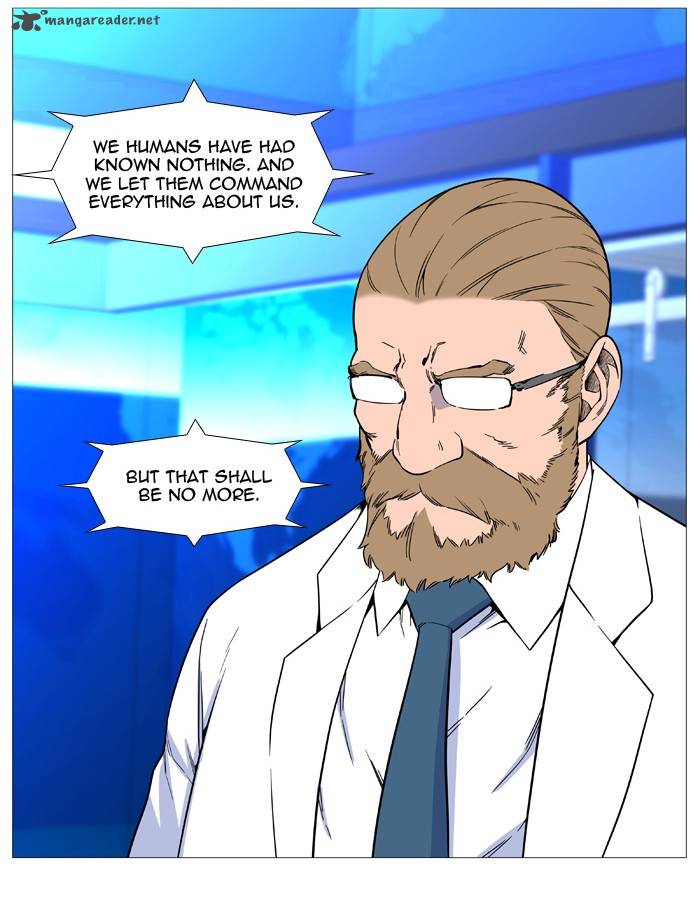 mangareader.net
WE HUMANS HAVE HAD
KNOWN NOTHING. AND
WE LET THEM COMMAND
EVERYTHING ABOUT US.
BUT THAT SHALL
BE NO MORE.